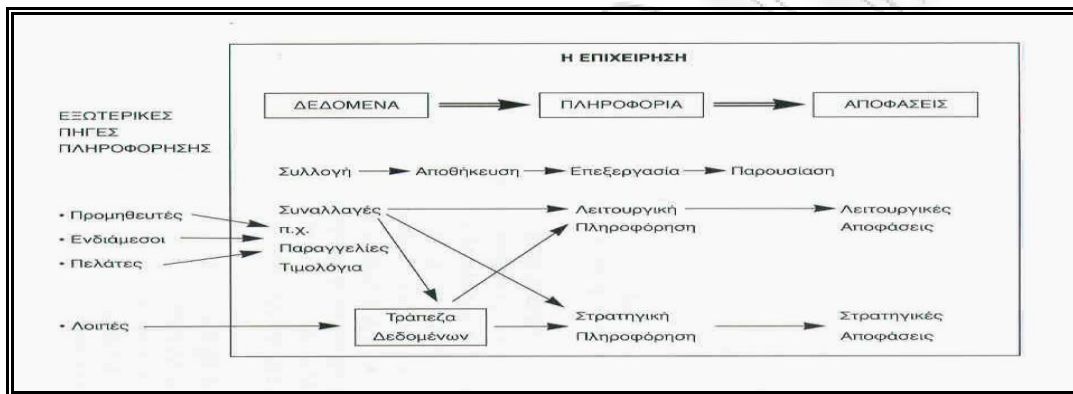 Η ΕΠΙΧΕΙΡΗΣΗ
ΔΕΔΟΜΕΝΑ ΠΛΗΡΟΦΟΡΙΑ ΑΠΟΦΑΣΕΙΣ
ΕΞΩΤΕΡΙΚΕΣ
ΠΗΓΕΣ
ΠΛΗΡΟΦΟΡΗΣΗΣ
Συλλογή Αποθήκευση Επεξεργασία Παρουσίαση
• Προμηθευτές
• Ενδιάμεσοι
• Πελάτες
• Λοιπές
Συναλλαγές
π.χ.
Παραγγελίες
Τιμολόγια
Λειτουργική
Πληροφόρηση
Λειτουργικές
Αποφάσεις
Τράπεζα
Δεδομένων
Στρατηγική
Πληροφόρηση
Στρατηγικές
Αποφάσεις